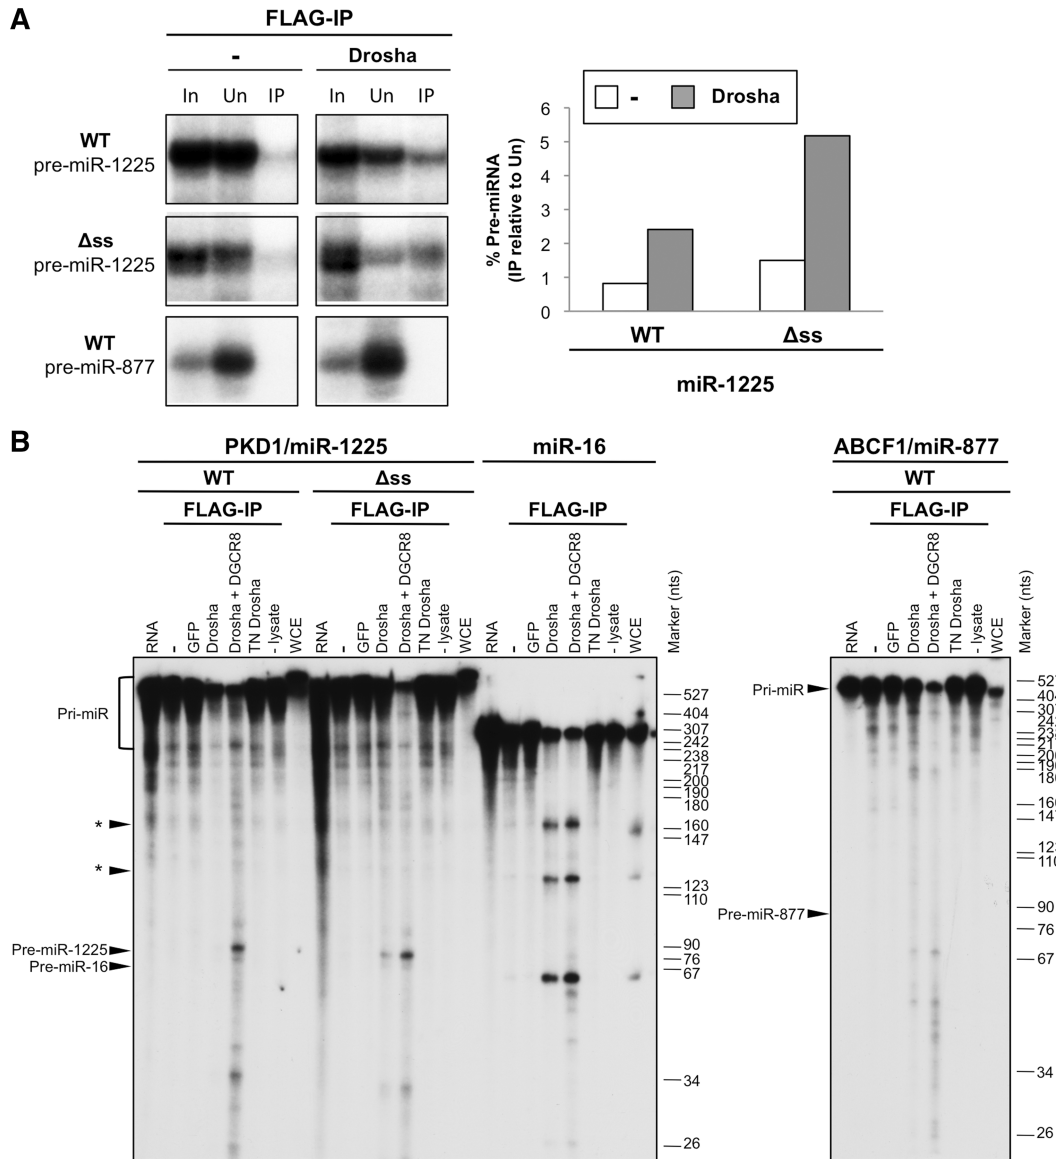 A
FLAG-IP
- Drosha
In Un IP In Un IP
WT
pre-miR-1225
Δss
pre-miR-1225
WT
pre-miR-877
- Drosha
% Pre-miRNA
(IP relative to Un)
6
5
4
3
2
1
0
WT Δss
miR-1225
B
PKD1/miR-1225 miR-16 ABCF1/miR-877
WT Δss WT
FLAG-IP FLAG-IP FLAG-IP FLAG-IP
RNA - GFP Drosha Drosha + DGCR8 TN Drosha - lysate WCE RNA - GFP Drosha Drosha + DGCR8 TN Drosha - lysate WCE RNA - GFP Drosha Drosha + DGCR8 TN Drosha - lysate WCE Marker (nts)
RNA - GFP Drosha Drosha + DGCR8 TN Drosha - lysate WCE Marker (nts)
Pri-miR
*
*
Pre-miR-1225
Pre-miR-16
527
404
307
242
238
217
200
190
180
160
147
123
110
90
76
67
34
26
Pri-miR
Pre-miR-877
527
404
307
90
76
67
34
26